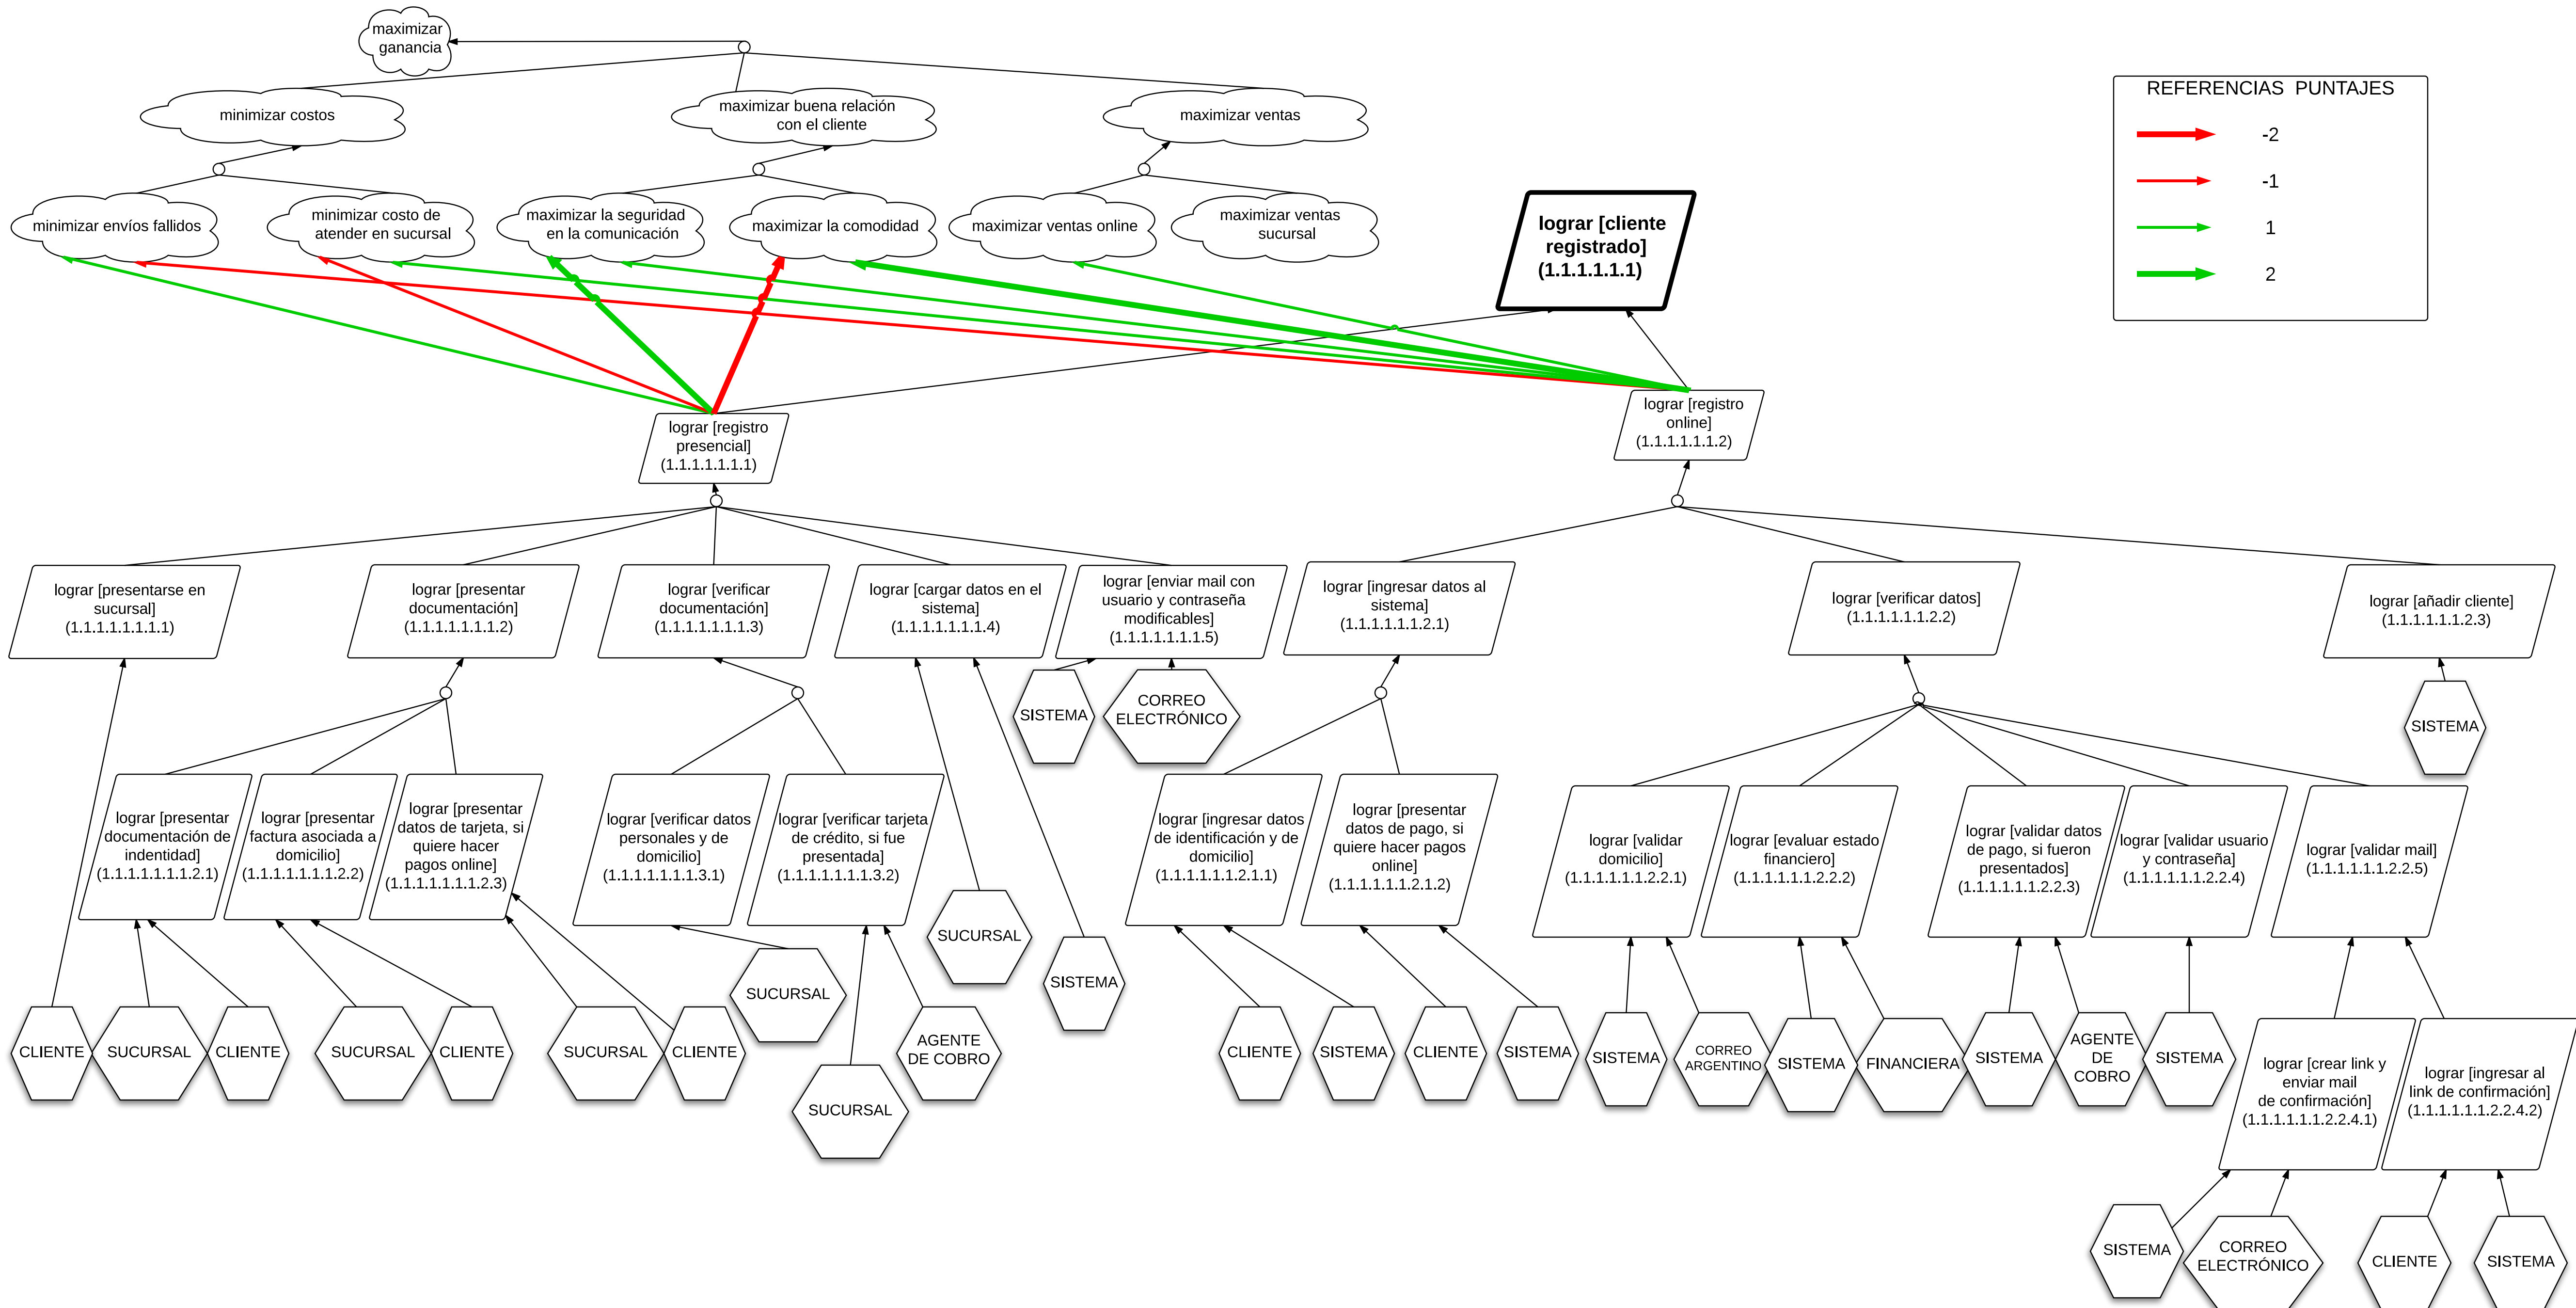 maximizar
ganancia
REFERENCIAS PUNTAJES
-2
-1
1
2
minimizar costos
maximizar buena relación
con el cliente
maximizar ventas
minimizar envíos fallidos
minimizar costo de
atender en sucursal
maximizar la seguridad
en la comunicación
maximizar la comodidad
maximizar ventas online
maximizar ventas
sucursal
lograr [cliente
registrado]
(1.1.1.1.1.1)
lograr [registro
presencial]
(1.1.1.1.1.1.1)
lograr [registro
online]
(1.1.1.1.1.1.2)
lograr [presentarse en
sucursal]
(1.1.1.1.1.1.1.1)
lograr [presentar
documentación]
(1.1.1.1.1.1.1.2)
lograr [verificar
documentación]
(1.1.1.1.1.1.1.3)
lograr [cargar datos en el
sistema]
(1.1.1.1.1.1.1.4)
lograr [enviar mail con
usuario y contraseña
modificables]
(1.1.1.1.1.1.1.5)
lograr [ingresar datos al
sistema]
(1.1.1.1.1.1.2.1)
lograr [verificar datos]
(1.1.1.1.1.1.2.2)
lograr [añadir cliente]
(1.1.1.1.1.1.2.3)
SISTEMA
CORREO
ELECTRÓNICO
SISTEMA
lograr [presentar
documentación de
indentidad]
(1.1.1.1.1.1.1.2.1)
lograr [presentar
factura asociada a
domicilio]
(1.1.1.1.1.1.1.2.2)
lograr [presentar
datos de tarjeta, si
quiere hacer
pagos online]
(1.1.1.1.1.1.1.2.3)
lograr [verificar datos
personales y de
domicilio]
(1.1.1.1.1.1.1.3.1)
lograr [verificar tarjeta
de crédito, si fue
presentada]
(1.1.1.1.1.1.1.3.2)
lograr [ingresar datos
de identificación y de
domicilio]
(1.1.1.1.1.1.2.1.1)
lograr [presentar
datos de pago, si
quiere hacer pagos
online]
(1.1.1.1.1.1.2.1.2)
lograr [validar
domicilio]
(1.1.1.1.1.1.2.2.1)
lograr [evaluar estado
financiero]
(1.1.1.1.1.1.2.2.2)
lograr [validar datos
de pago, si fueron
presentados]
(1.1.1.1.1.1.2.2.3)
lograr [validar usuario
y contraseña]
(1.1.1.1.1.1.2.2.4)
lograr [validar mail]
(1.1.1.1.1.1.2.2.5)
SUCURSAL
SISTEMA
SUCURSAL
CLIENTE
SUCURSAL
CLIENTE
SUCURSAL
CLIENTE
SUCURSAL
CLIENTE
AGENTE
DE COBRO
SUCURSAL
CLIENTE
SISTEMA
CLIENTE
SISTEMA
SISTEMA
CORREO
ARGENTINO
SISTEMA
FINANCIERA
SISTEMA
AGENTE
DE
COBRO
SISTEMA
lograr [crear link y
enviar mail
de confirmación]
(1.1.1.1.1.1.2.2.4.1)
lograr [ingresar al
link de confirmación]
(1.1.1.1.1.1.2.2.4.2)
SISTEMA
CORREO
ELECTRÓNICO
CLIENTE
SISTEMA